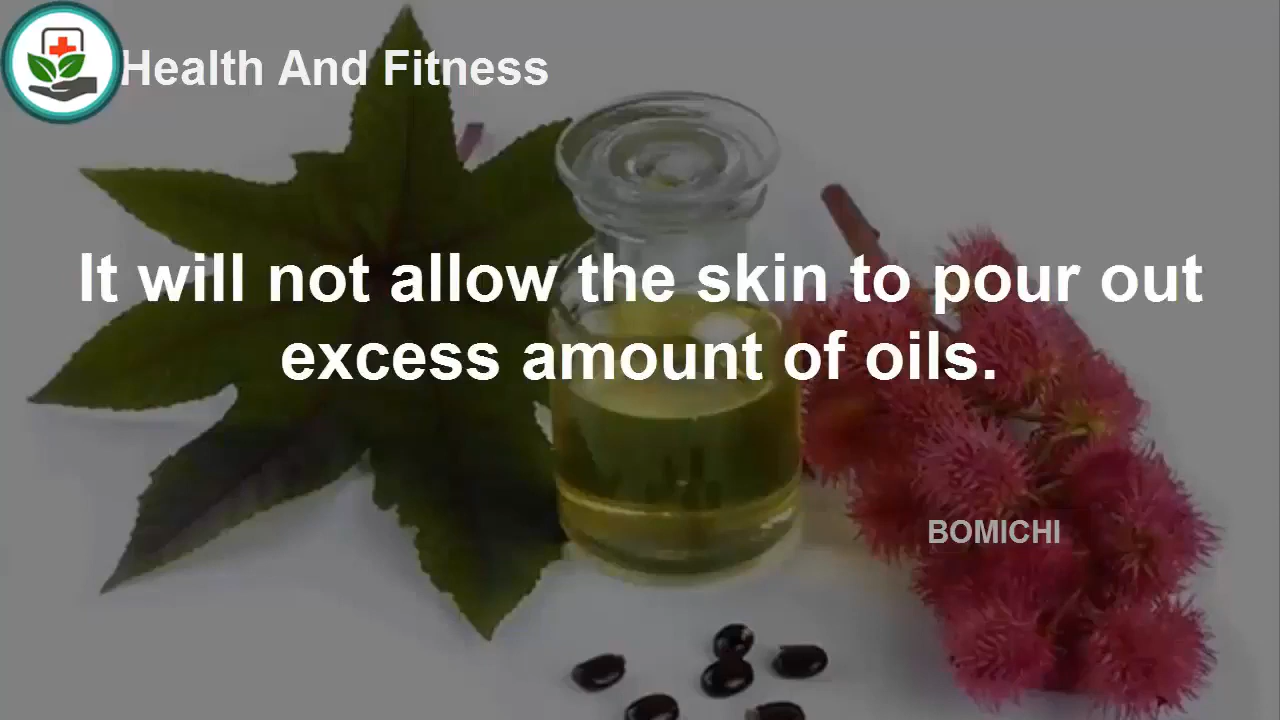 Health And Fitness
It will not allow the skin to pour out
excess amount of oils.
BOMICHI